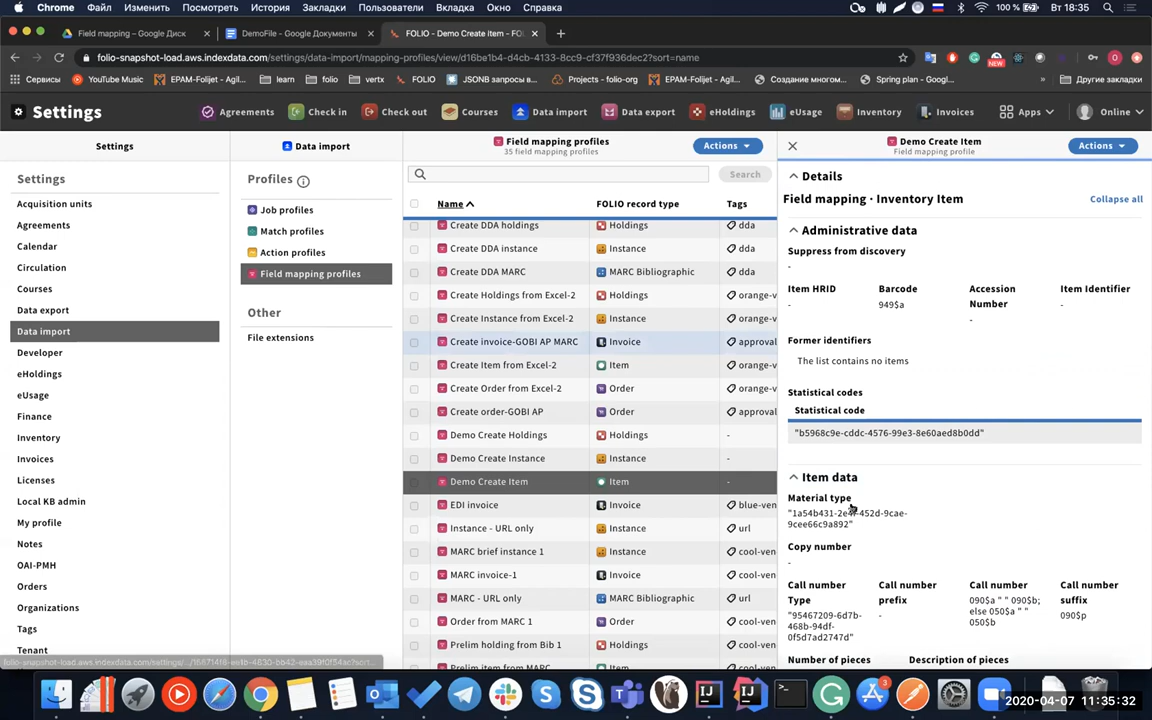 Chrome Файл Изменить Посмотреть История Закладки Пользователи Вкладка Окно Справка 100 % Вт 18:35
Field mapping – Google Диск × DemoFile – Google Документы × FOLIO - Demo Create Item - FO × +
folio-snapshot-load.aws.indexdata.com/settings/data-import/mapping-profiles/view/d16be1b4-d4cb-4133-8cc9-cf37f936dec2?sort=name
Сервисы YouTube Music EPAM-Folijet - Agil... learn folio vertx FOLIO JSONB запросы в... Projects - folio-org EPAM-Folijet - Agil... Создание многом... Spring plan - Googl... » Другие закладки
Settings Agreements Check in Check out Courses Data import Data export eHoldings eUsage Inventory Invoices Apps Online
Settings
Settings
Acquisition units
Agreements
Calendar
Circulation
Courses
Data export
Data import
Developer
eHoldings
eUsage
Finance
Inventory
Invoices
Licenses
Local KB admin
My profile
Notes
OAI-PMH
Orders
Organizations
Tags
Tenant
Data import
Profiles
Job profiles
Match profiles
Action profiles
Field mapping profiles
Other
File extensions
Field mapping profiles
35 field mapping profiles
Actions
Search
Name FOLIO record type Tags
Create DDA holdings Holdings dda
Create DDA instance Instance dda
Create DDA MARC MARC Bibliographic dda
Create Holdings from Excel-2 Holdings orange-v
Create Instance from Excel-2 Instance orange-v
Create invoice-GOBI AP MARC Invoice approval
Create Item from Excel-2 Item orange-v
Create Order from Excel-2 Order orange-v
Create order-GOBI AP Order approval
Demo Create Holdings Holdings -
Demo Create Instance Instance -
Demo Create Item Item -
EDI invoice Invoice blue-ven
Instance - URL only Instance url
MARC brief instance 1 Instance cool-ven
MARC invoice-1 Invoice cool-ven
MARC - URL only MARC Bibliographic url
Order from MARC 1 Order cool-ven
Prelim holding from Bib 1 Holdings cool-ven
Prelim item from MARC Item cool-ven
Demo Create Item
Field mapping profile
Actions
Details
Field mapping · Inventory Item Collapse all
Administrative data
Suppress from discovery
-
Item HRID Barcode Accession Number Item Identifier
- 949$a - -
Former identifiers
The list contains no items
Statistical codes
Statistical code
"b5968c9e-cddc-4576-99e3-8e60aed8b0dd"
Item data
Material type
9cee66c9a892"
Copy number
-
Call number Type Call number prefix Call number Call number suffix
"95467209-6d7b-468b-94df-0f5d7ad2747d" - 090$a " " 090$b; else 050$a " " 050$b 090$p
Number of pieces Description of pieces
2020-04-07 11:35:32